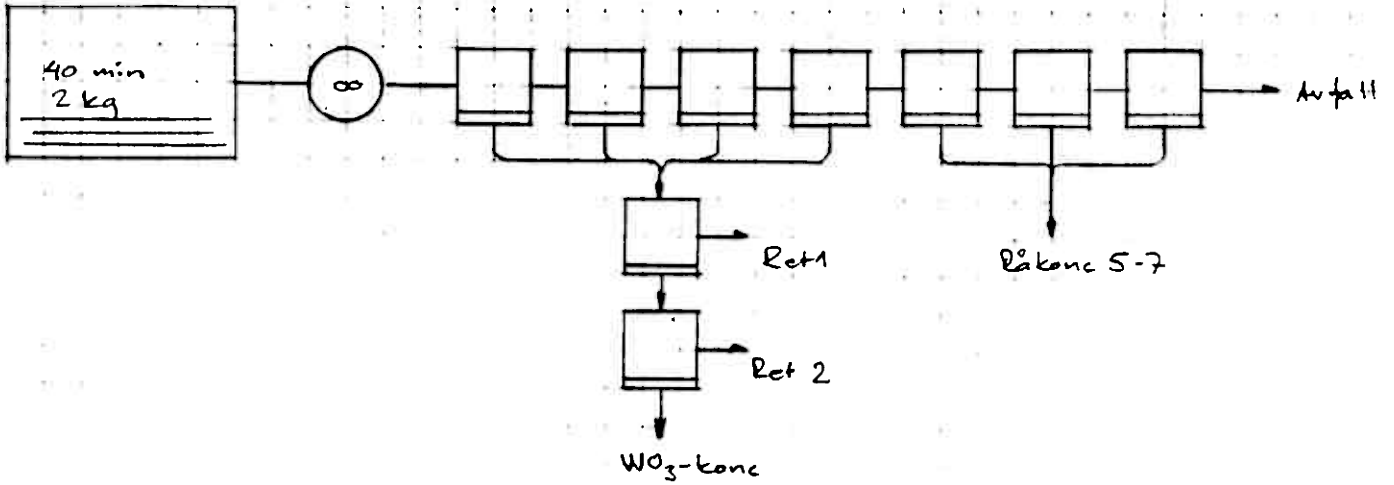 40 min
2 kg
∞
Avfall
Ret 1
Råkonc 5-7
Ret 2
WO₃-konc